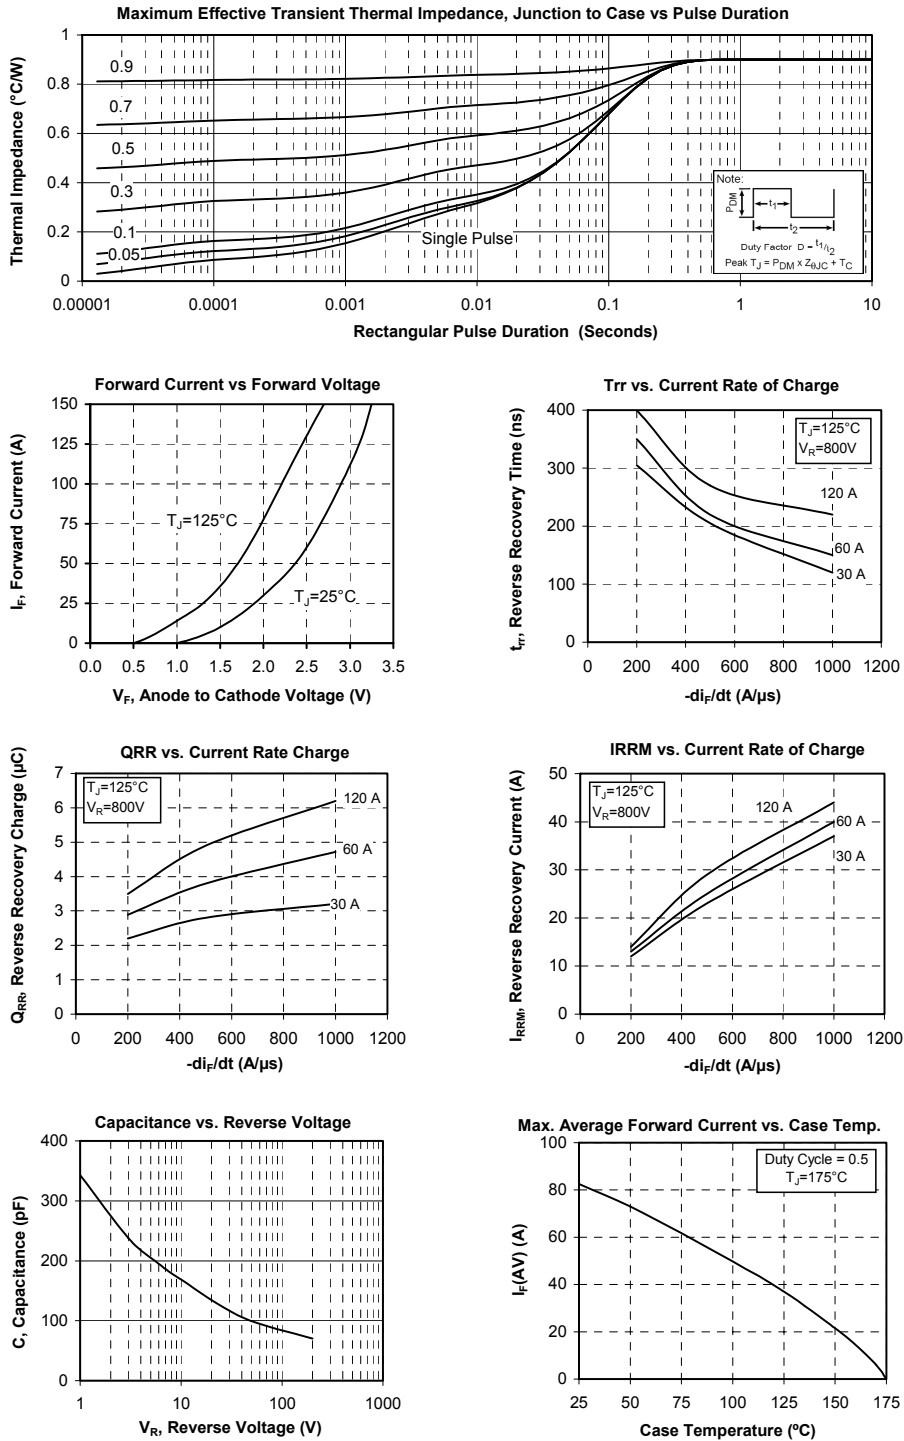 Maximum Effective Transient Thermal Impedance, Junction to Case vs Pulse Duration
Thermal Impedance (°C/W)
1
0.8
0.6
0.4
0.2
0
0.9
0.7
0.5
0.3
0.1
0.05
Single Pulse
Note:
PDM
t1
t2
Duty Factor D = t1/t2
Peak TJ = PDM x ZθJC + TC
0.00001 0.0001 0.001 0.01 0.1 1 10
Rectangular Pulse Duration (Seconds)
Forward Current vs Forward Voltage
IF, Forward Current (A)
150
125
100
75
50
25
0
TJ=125°C
TJ=25°C
0.0 0.5 1.0 1.5 2.0 2.5 3.0 3.5
VF, Anode to Cathode Voltage (V)
Trr vs. Current Rate of Charge
trr, Reverse Recovery Time (ns)
400
300
200
100
0
TJ=125°C
VR=800V
120 A
60 A
30 A
0 200 400 600 800 1000 1200
-diF/dt (A/µs)
QRR vs. Current Rate Charge
QRR, Reverse Recovery Charge (µC)
7
6
5
4
3
2
1
0
TJ=125°C
VR=800V
120 A
60 A
30 A
0 200 400 600 800 1000 1200
-diF/dt (A/µs)
IRRM vs. Current Rate of Charge
IRRM, Reverse Recovery Current (A)
50
40
30
20
10
0
TJ=125°C
VR=800V
120 A
60 A
30 A
0 200 400 600 800 1000 1200
-diF/dt (A/µs)
Capacitance vs. Reverse Voltage
C, Capacitance (pF)
400
300
200
100
0
1 10 100 1000
VR, Reverse Voltage (V)
Max. Average Forward Current vs. Case Temp.
IF(AV) (A)
100
80
60
40
20
0
Duty Cycle = 0.5
TJ=175°C
25 50 75 100 125 150 175
Case Temperature (ºC)